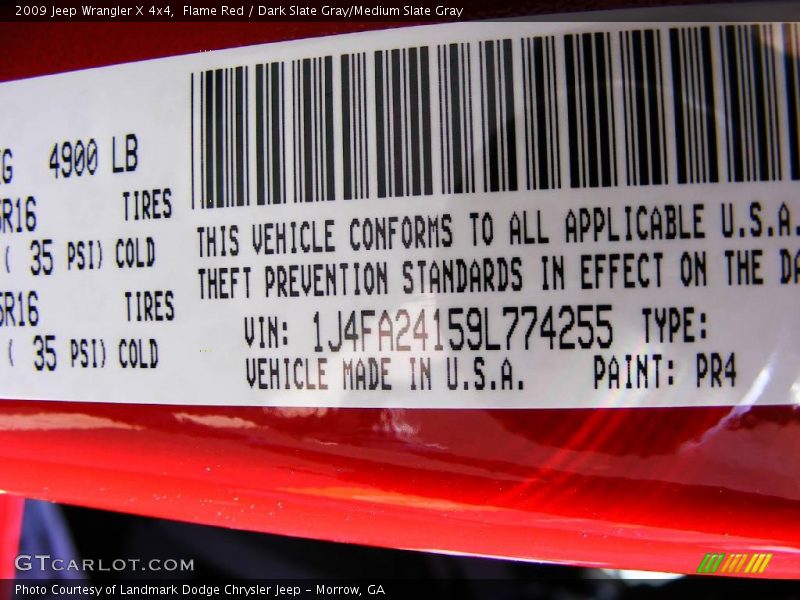 2009 Jeep Wrangler X 4x4,  Flame Red / Dark Slate Gray/Medium Slate Gray
4900 LB
5R16 TIRES
( 35 PSI) COLD
5R16 TIRES
( 35 PSI) COLD
THIS VEHICLE CONFORMS TO ALL APPLICABLE U.S.A.
THEFT PREVENTION STANDARDS IN EFFECT ON THE DA
VIN: 1J4FA24159L774255 TYPE:
VEHICLE MADE IN U.S.A. PAINT: PR4
GTCARLOT.COM
Photo Courtesy of Landmark Dodge Chrysler Jeep - Morrow, GA